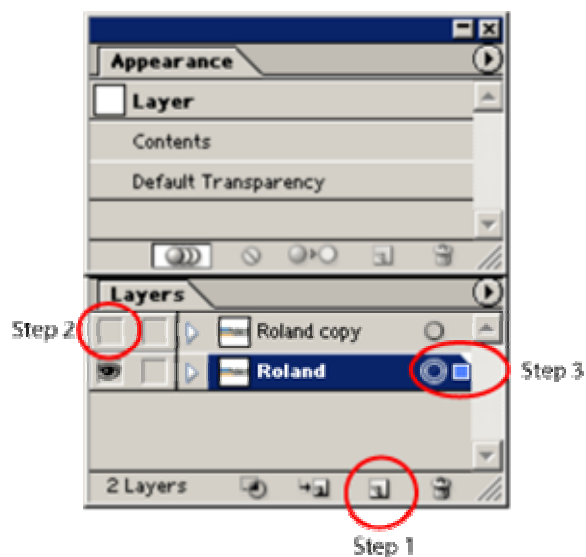 Appearance
Layer
Contents
Default Transparency
Layers
Step 2
Roland copy
Roland
Step 3
2 Layers
Step 1